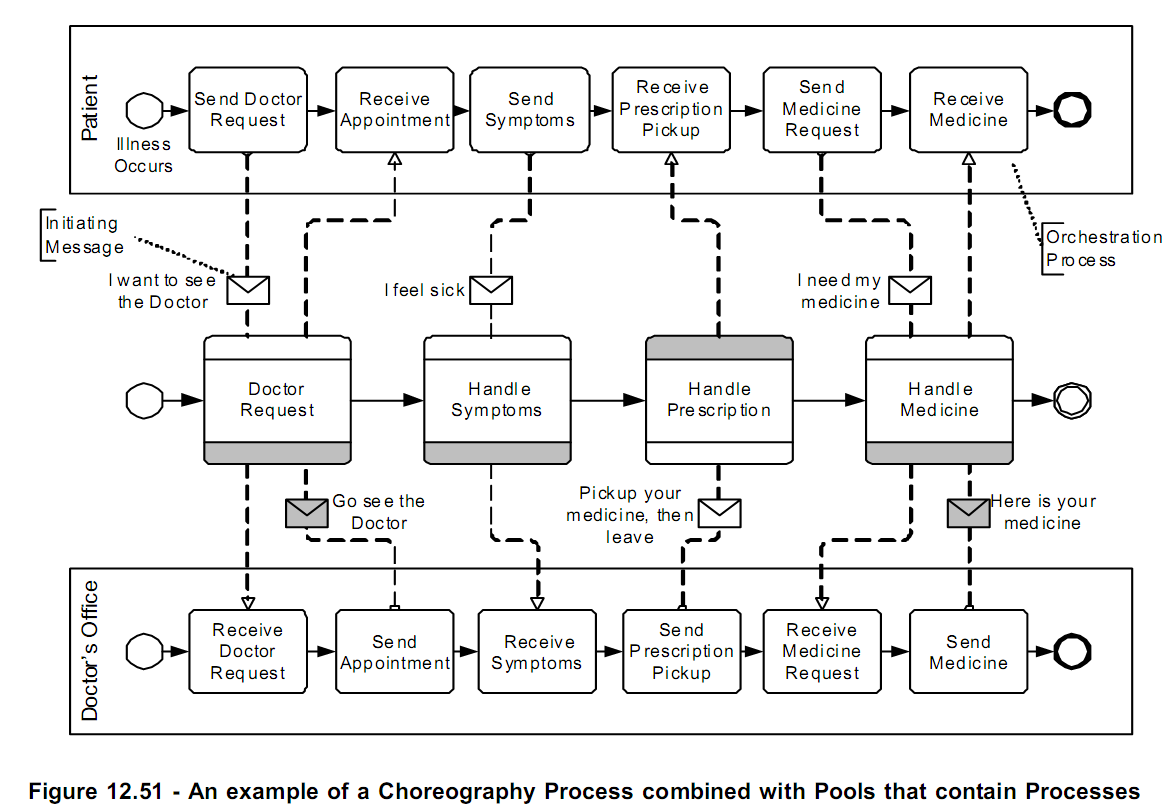 Patient
Illness
Occurs
Send Doctor
Request
Receive
Appointment
Send
Symptoms
Receive
Prescription
Pickup
Send
Medicine
Request
Receive
Medicine
Initiating
Message
Orchestration
Process
I want to see
the Doctor
I feel sick
I need my
medicine
Doctor
Request
Handle
Symptoms
Handle
Prescription
Handle
Medicine
Go see the
Doctor
Pickup your
medicine, then
leave
Here is your
medicine
Doctor's Office
Receive
Doctor
Request
Send
Appointment
Receive
Symptoms
Send
Prescription
Pickup
Receive
Medicine
Request
Send
Medicine
Figure 12.51 - An example of a Choreography Process combined with Pools that contain Processes